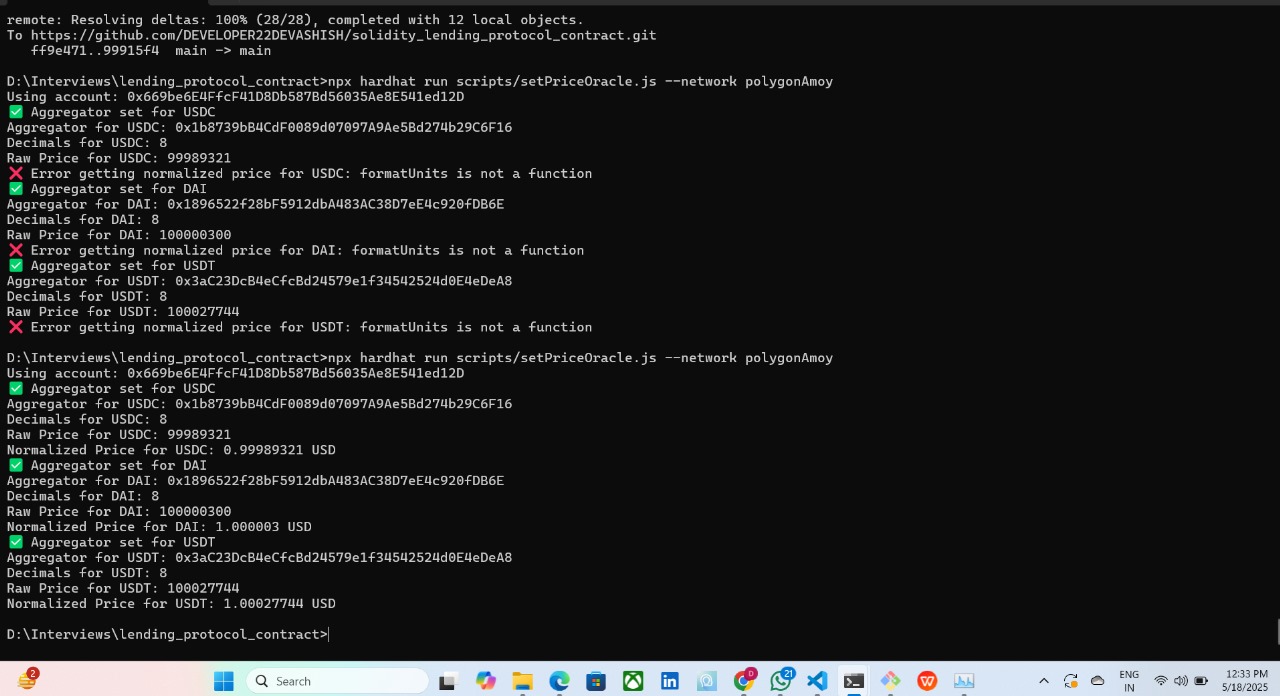 remote: Resolving deltas: 100% (28/28), completed with 12 local objects.
To https://github.com/DEVELOPER22DEVASHISH/solidity_lending_protocol_contract.git
   ff9e471..99915f4  main -> main
D:\Interviews\lending_protocol_contract>npx hardhat run scripts/setPriceOracle.js --network polygonAmoy
Using account: 0x669be6E4FfcF41D8Db587Bd56035Ae8E541ed12D
✅ Aggregator set for USDC
Aggregator for USDC: 0x1b8739bB4CdF0089d07097A9Ae5Bd274b29C6F16
Decimals for USDC: 8
Raw Price for USDC: 99989321
❌ Error getting normalized price for USDC: formatUnits is not a function
✅ Aggregator set for DAI
Aggregator for DAI: 0x1896522f28bF5912dbA483AC38D7eE4c920fDB6E
Decimals for DAI: 8
Raw Price for DAI: 100000300
❌ Error getting normalized price for DAI: formatUnits is not a function
✅ Aggregator set for USDT
Aggregator for USDT: 0x3aC23DcB4eCfcBd24579e1f34542524d0E4eDeA8
Decimals for USDT: 8
Raw Price for USDT: 100027744
❌ Error getting normalized price for USDT: formatUnits is not a function
D:\Interviews\lending_protocol_contract>npx hardhat run scripts/setPriceOracle.js --network polygonAmoy
Using account: 0x669be6E4FfcF41D8Db587Bd56035Ae8E541ed12D
✅ Aggregator set for USDC
Aggregator for USDC: 0x1b8739bB4CdF0089d07097A9Ae5Bd274b29C6F16
Decimals for USDC: 8
Raw Price for USDC: 99989321
Normalized Price for USDC: 0.99989321 USD
✅ Aggregator set for DAI
Aggregator for DAI: 0x1896522f28bF5912dbA483AC38D7eE4c920fDB6E
Decimals for DAI: 8
Raw Price for DAI: 100000300
Normalized Price for DAI: 1.000003 USD
✅ Aggregator set for USDT
Aggregator for USDT: 0x3aC23DcB4eCfcBd24579e1f34542524d0E4eDeA8
Decimals for USDT: 8
Raw Price for USDT: 100027744
Normalized Price for USDT: 1.00027744 USD
D:\Interviews\lending_protocol_contract>
2
Search
D
21
ENG
IN
12:33 PM
5/18/2025